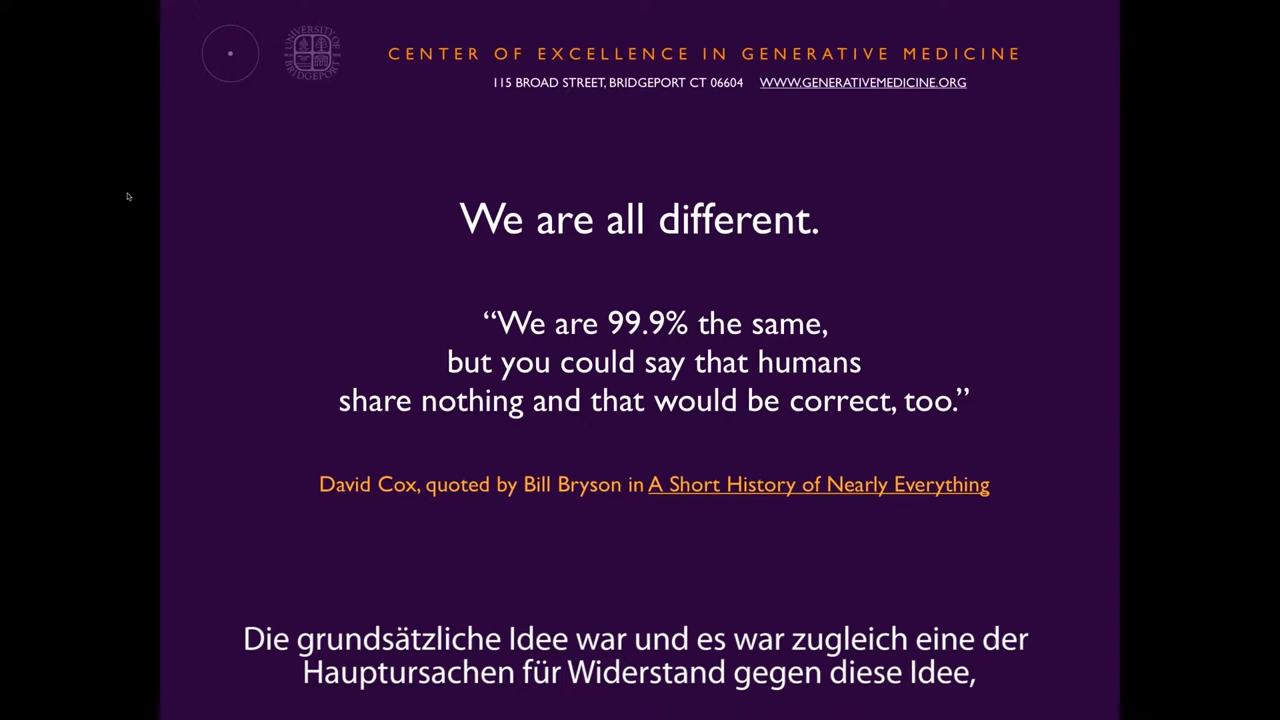 UNIVERSITY OF
BRIDGEPORT
CENTER OF EXCELLENCE IN GENERATIVE MEDICINE
115 BROAD STREET, BRIDGEPORT CT 06604 WWW.GENERATIVEMEDICINE.ORG
We are all different.
“We are 99.9% the same,
but you could say that humans
share nothing and that would be correct, too.”
David Cox, quoted by Bill Bryson in A Short History of Nearly Everything
Die grundsätzliche Idee war und es war zugleich eine der
Hauptursachen für Widerstand gegen diese Idee,